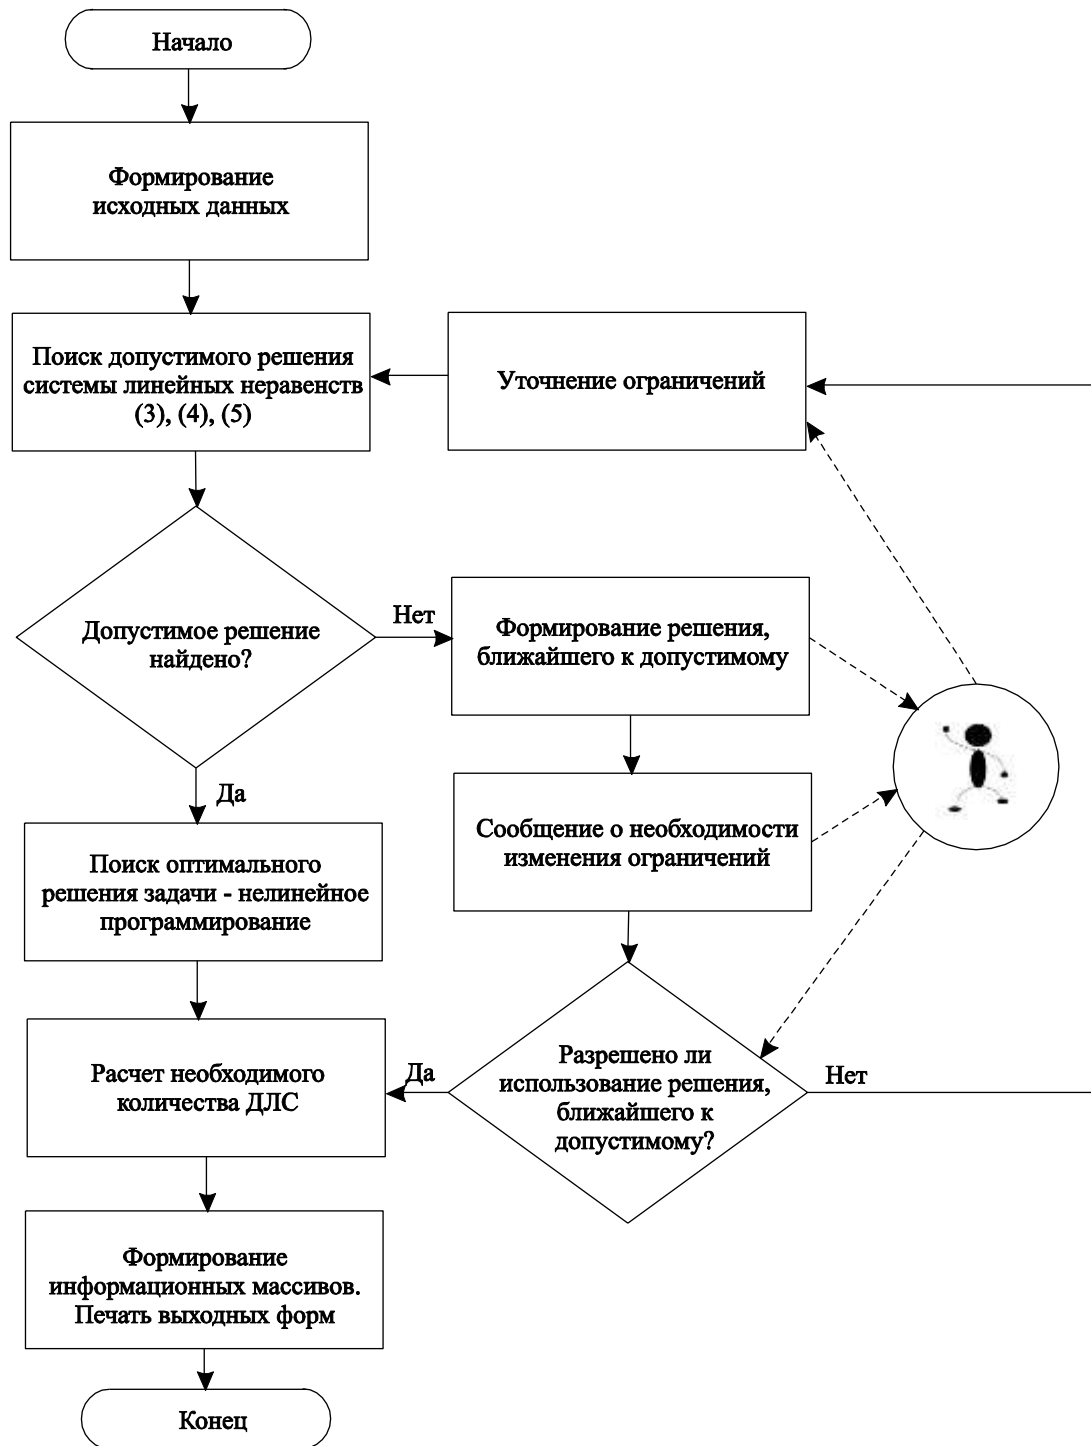 Начало
Формирование
исходных данных
Поиск допустимого решения
системы линейных неравенств
(3), (4), (5)
Уточнение ограничений
Допустимое решение
найдено?
Нет
Формирование решения,
ближайшего к допустимому
Да
Сообщение о необходимости
изменения ограничений
Поиск оптимального
решения задачи - нелинейное
программирование
Разрешено ли
использование решения,
ближайшего к
допустимому?
Да
Нет
Расчет необходимого
количества ДЛС
Формирование
информационных массивов.
Печать выходных форм
Конец